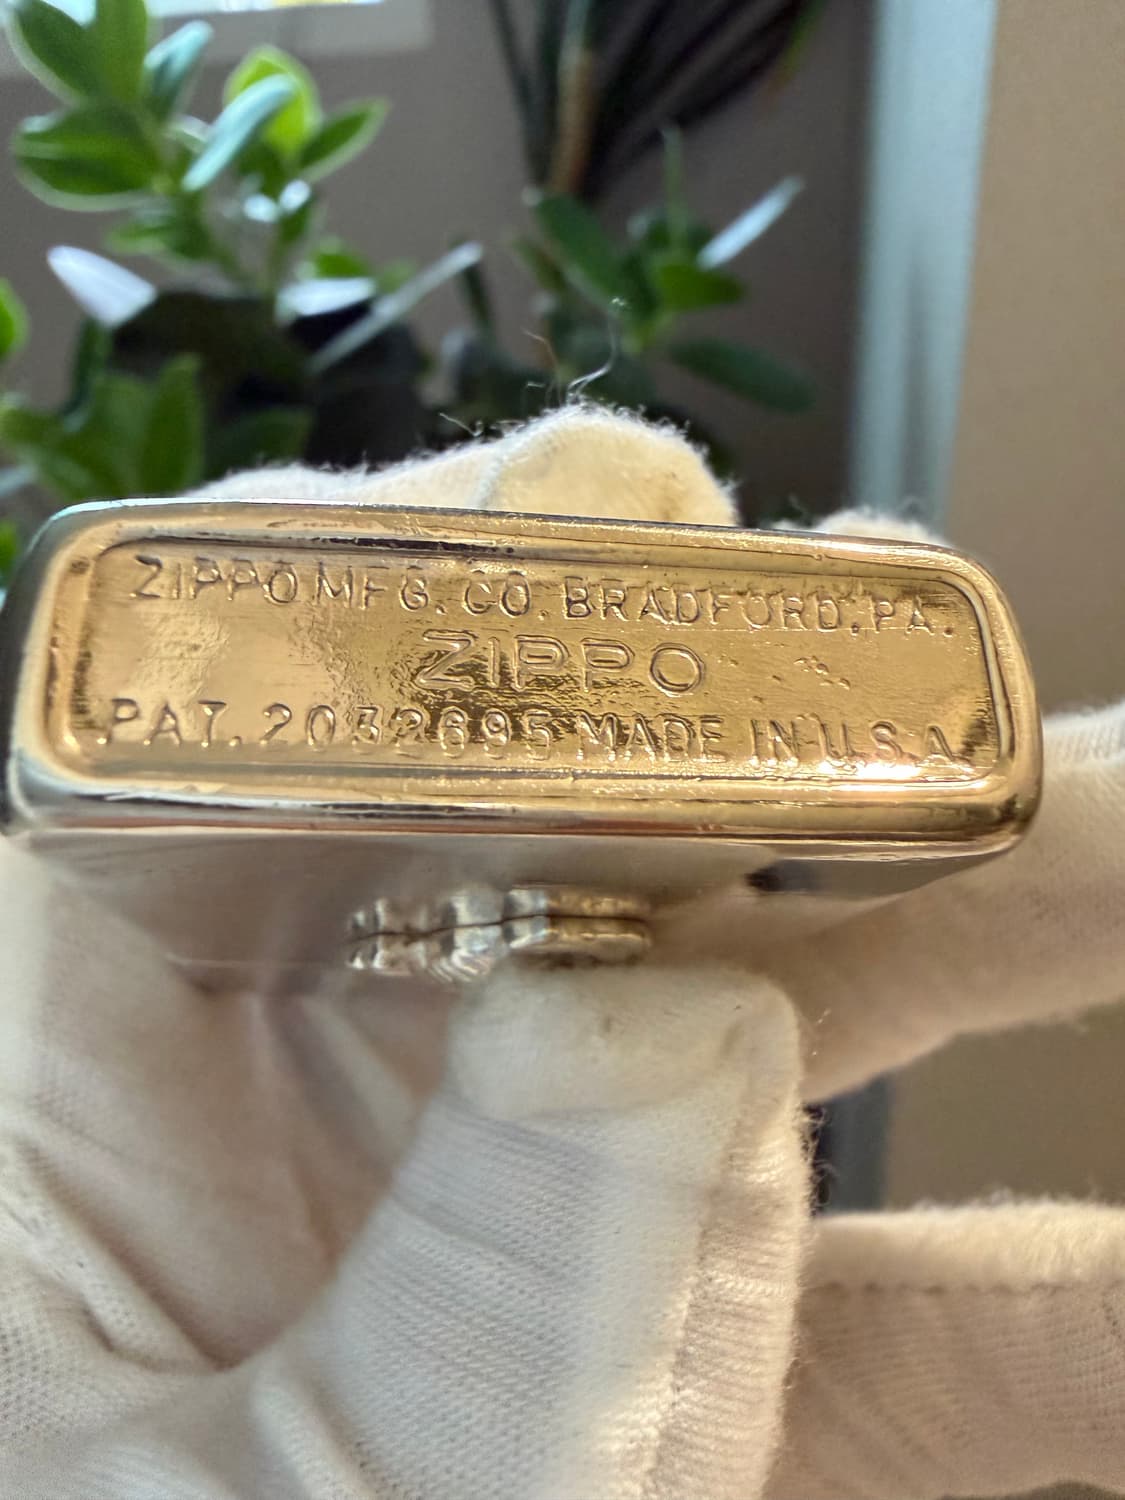 ZIPPO MFG. CO. BRADFORD, PA.
ZIPPO
PAT. 2032695 MADE IN U.S.A.